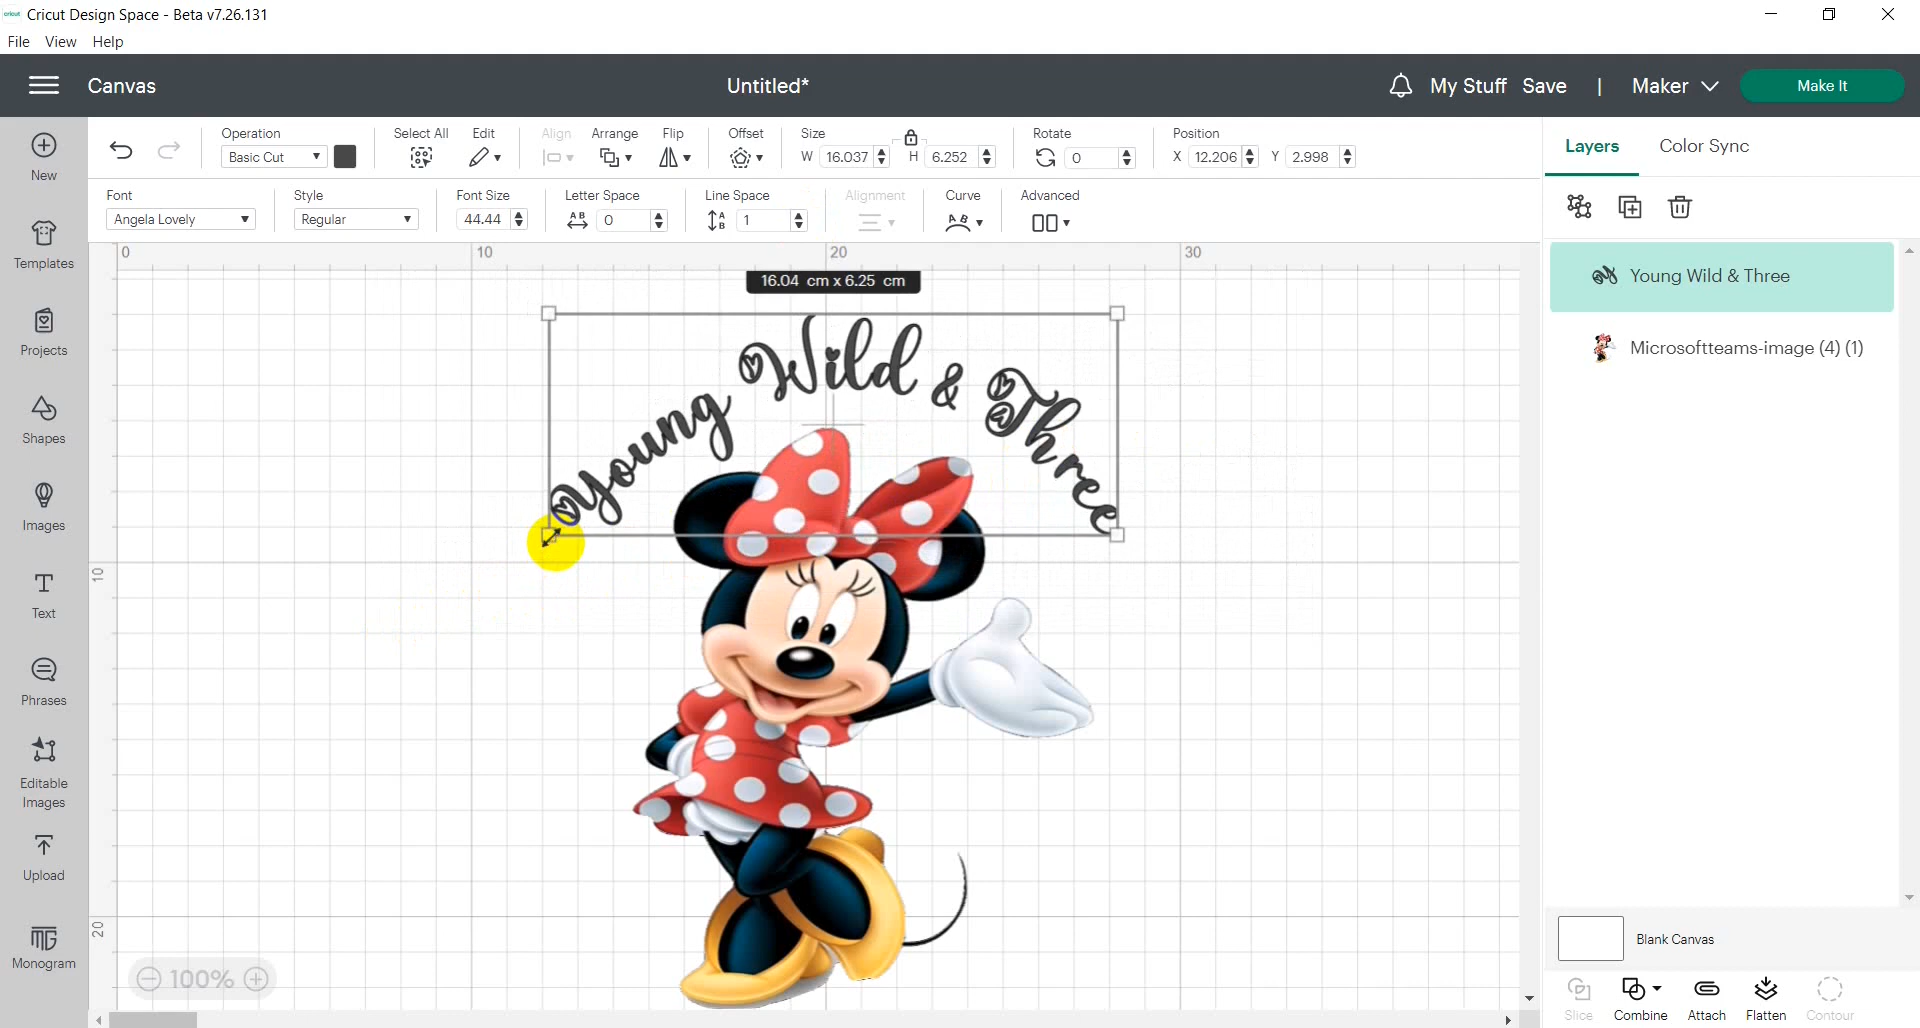 cricut Cricut Design Space - Beta v7.26.131
File View Help
Canvas Untitled* My Stuff Save | Maker Make It
New
Templates
Projects
Shapes
Images
Text
Phrases
Editable
Images
Upload
Monogram
Operation Select All Edit Align Arrange Flip Offset Size Rotate Position
Basic Cut W 16.037 H 6.252 0 X 12.206 Y 2.998
Font Style Font Size Letter Space Line Space Alignment Curve Advanced
Angela Lovely Regular 44.44 0 1
0 10 20 30
16.04 cm x 6.25 cm
Young Wild & Three
10
20
100%
Layers Color Sync
Young Wild & Three
Microsoftteams-image (4) (1)
Blank Canvas
Slice Combine Attach Flatten Contour